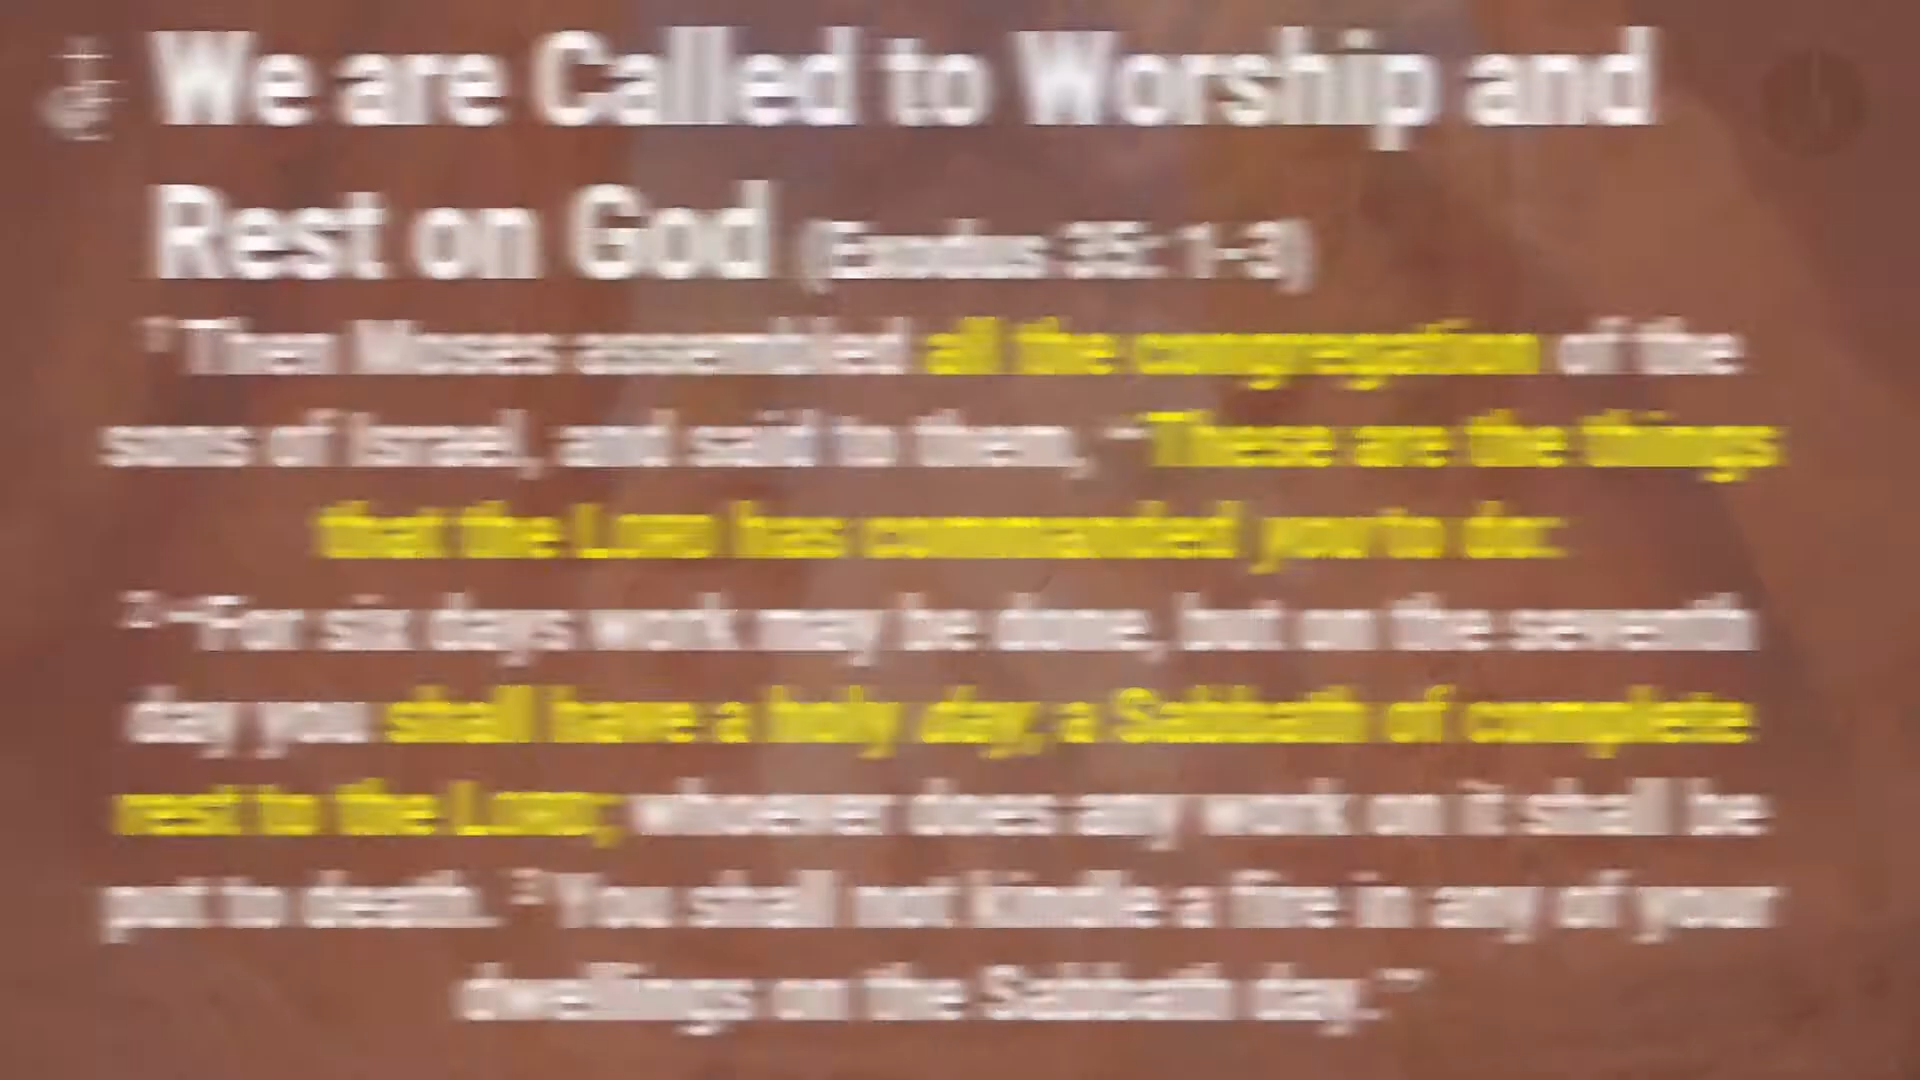 We are Called to Worship and
Rest on God (Exodus 35: 1-3)
1 Then Moses assembled all the congregation of the
sons of Israel, and said to them, "These are the things
that the LORD has commanded you to do:
2 "For six days work may be done, but on the seventh
day you shall have a holy day, a Sabbath of complete
rest to the LORD; whoever does any work on it shall be
put to death. 3 You shall not kindle a fire in any of your
dwellings on the Sabbath day."